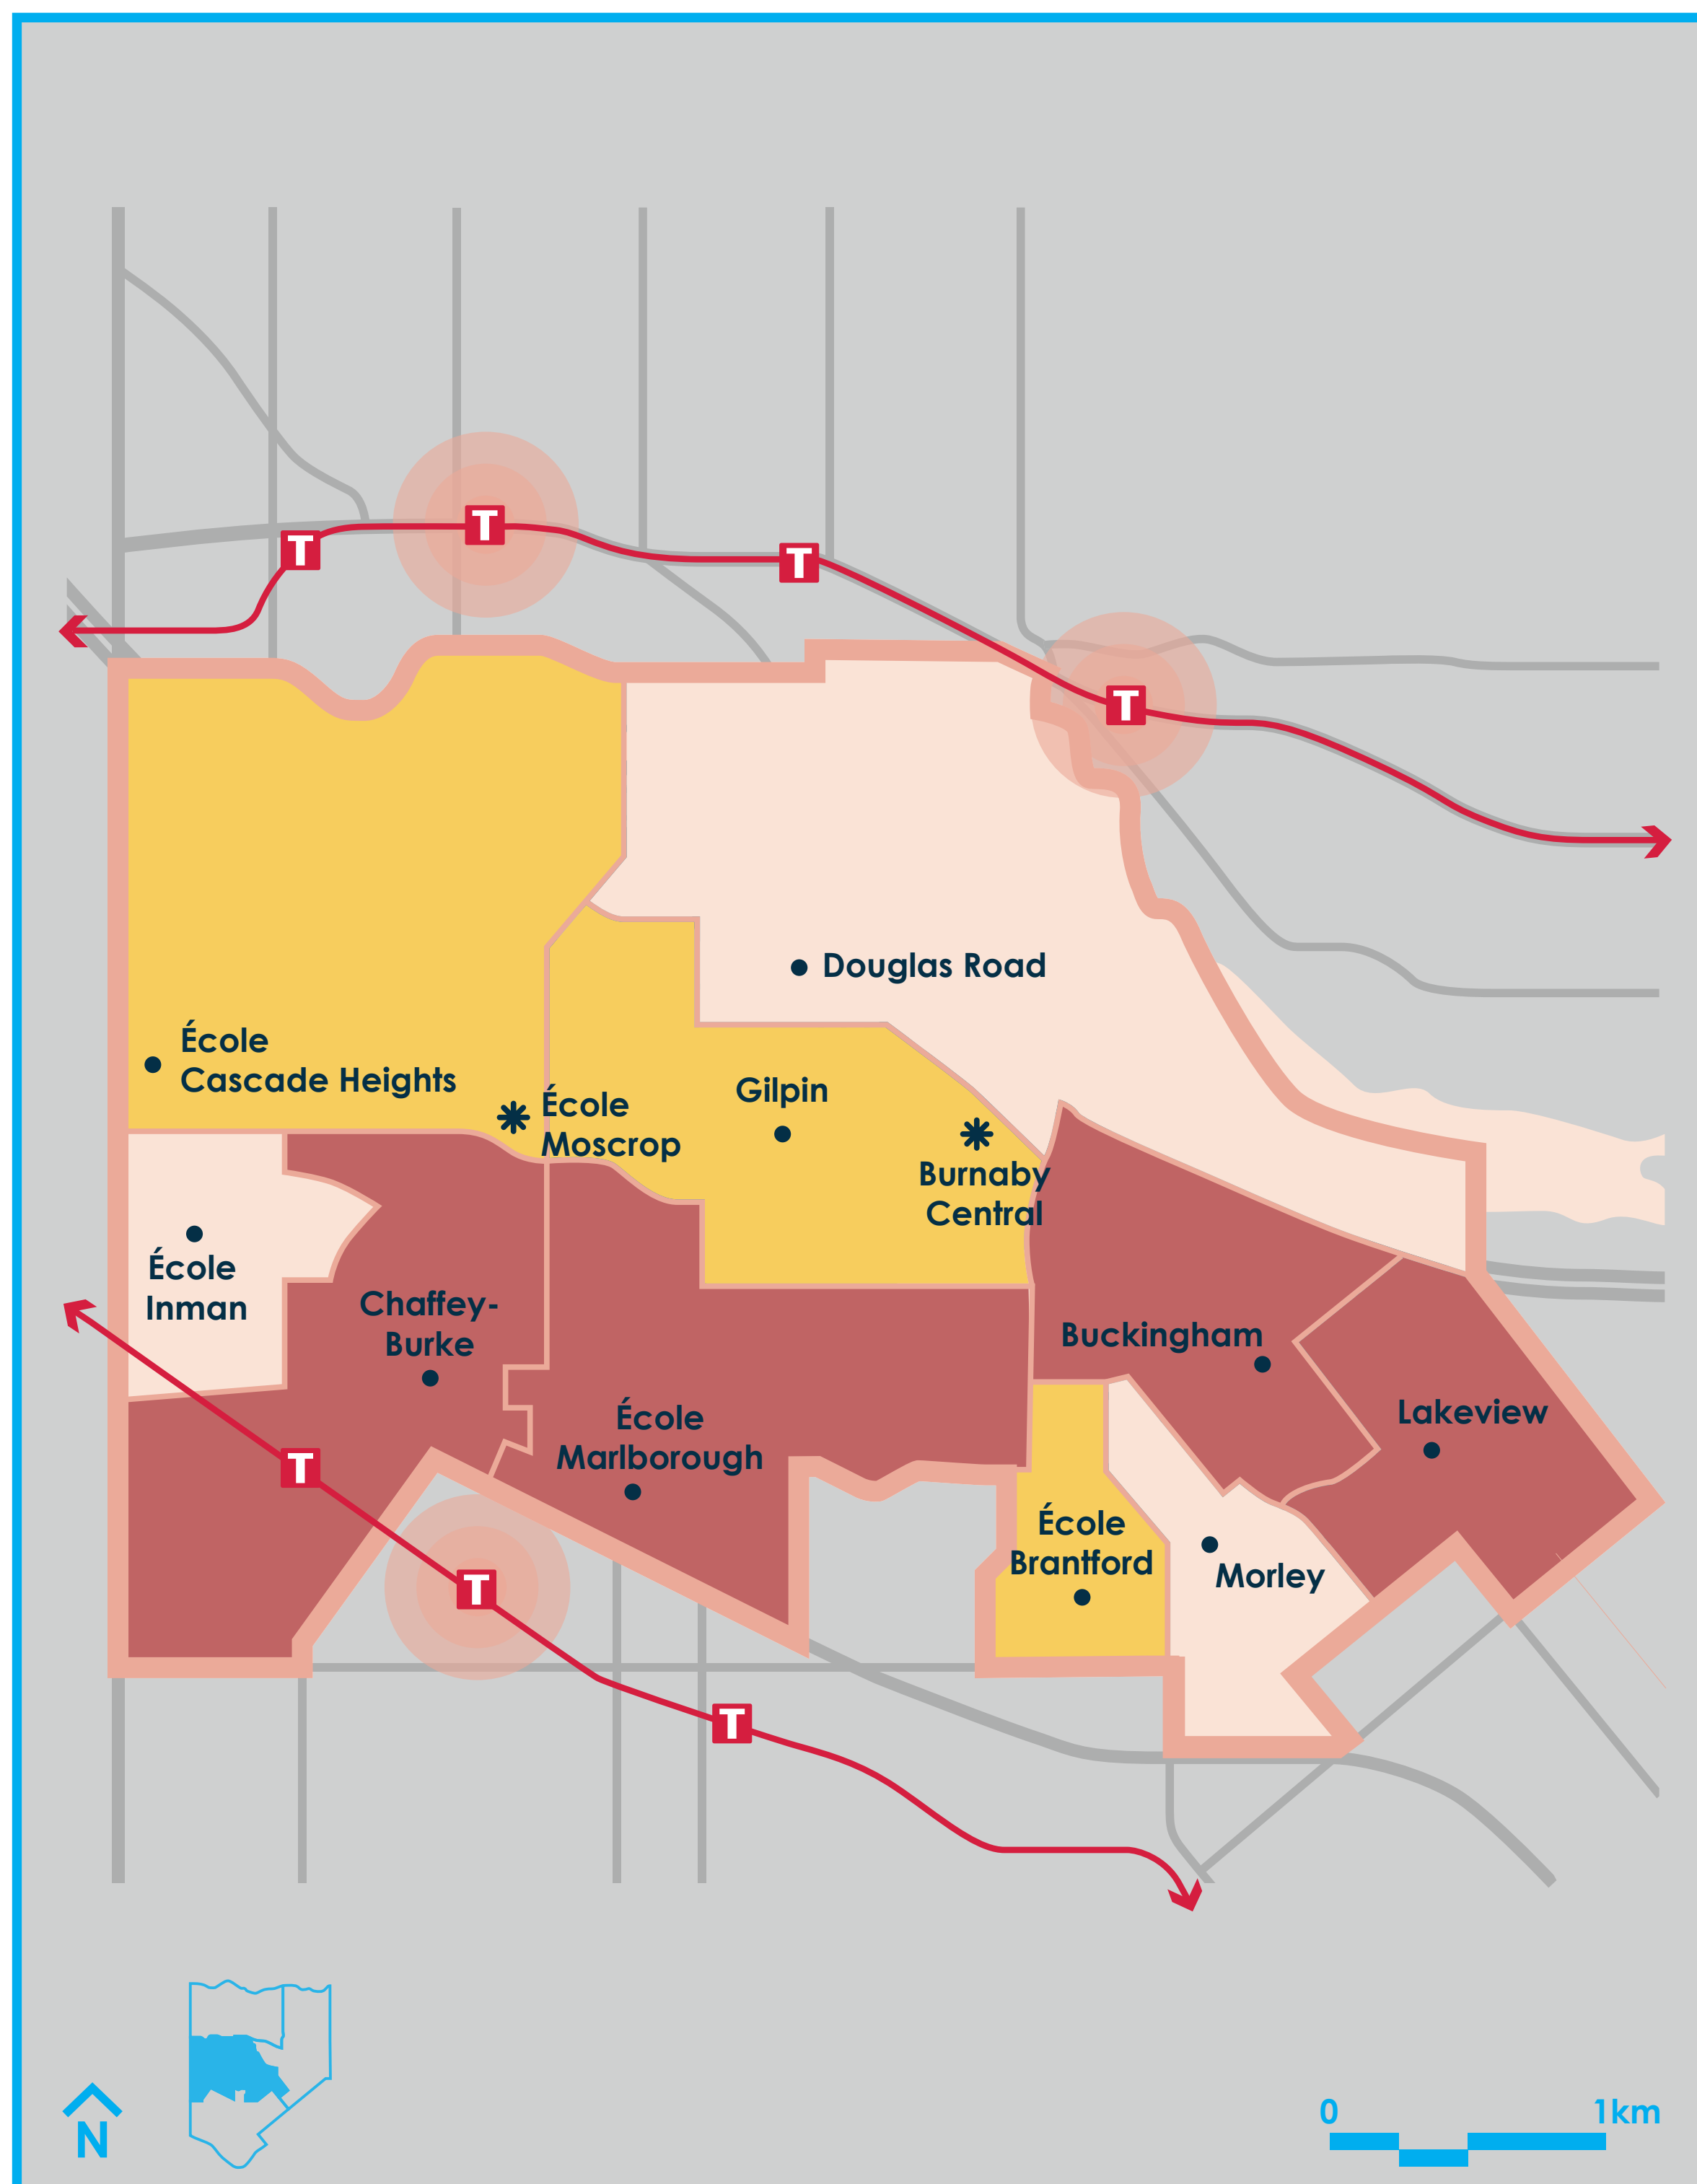 T
T
T
T
Douglas Road
École
Cascade Heights
École
Moscrop
Gilpin
Burnaby
Central
École
Inman
Chaffey-
Burke
Buckingham
Lakeview
École
Marlborough
T
École
Brantford
Morley
T
T
N
0
1km